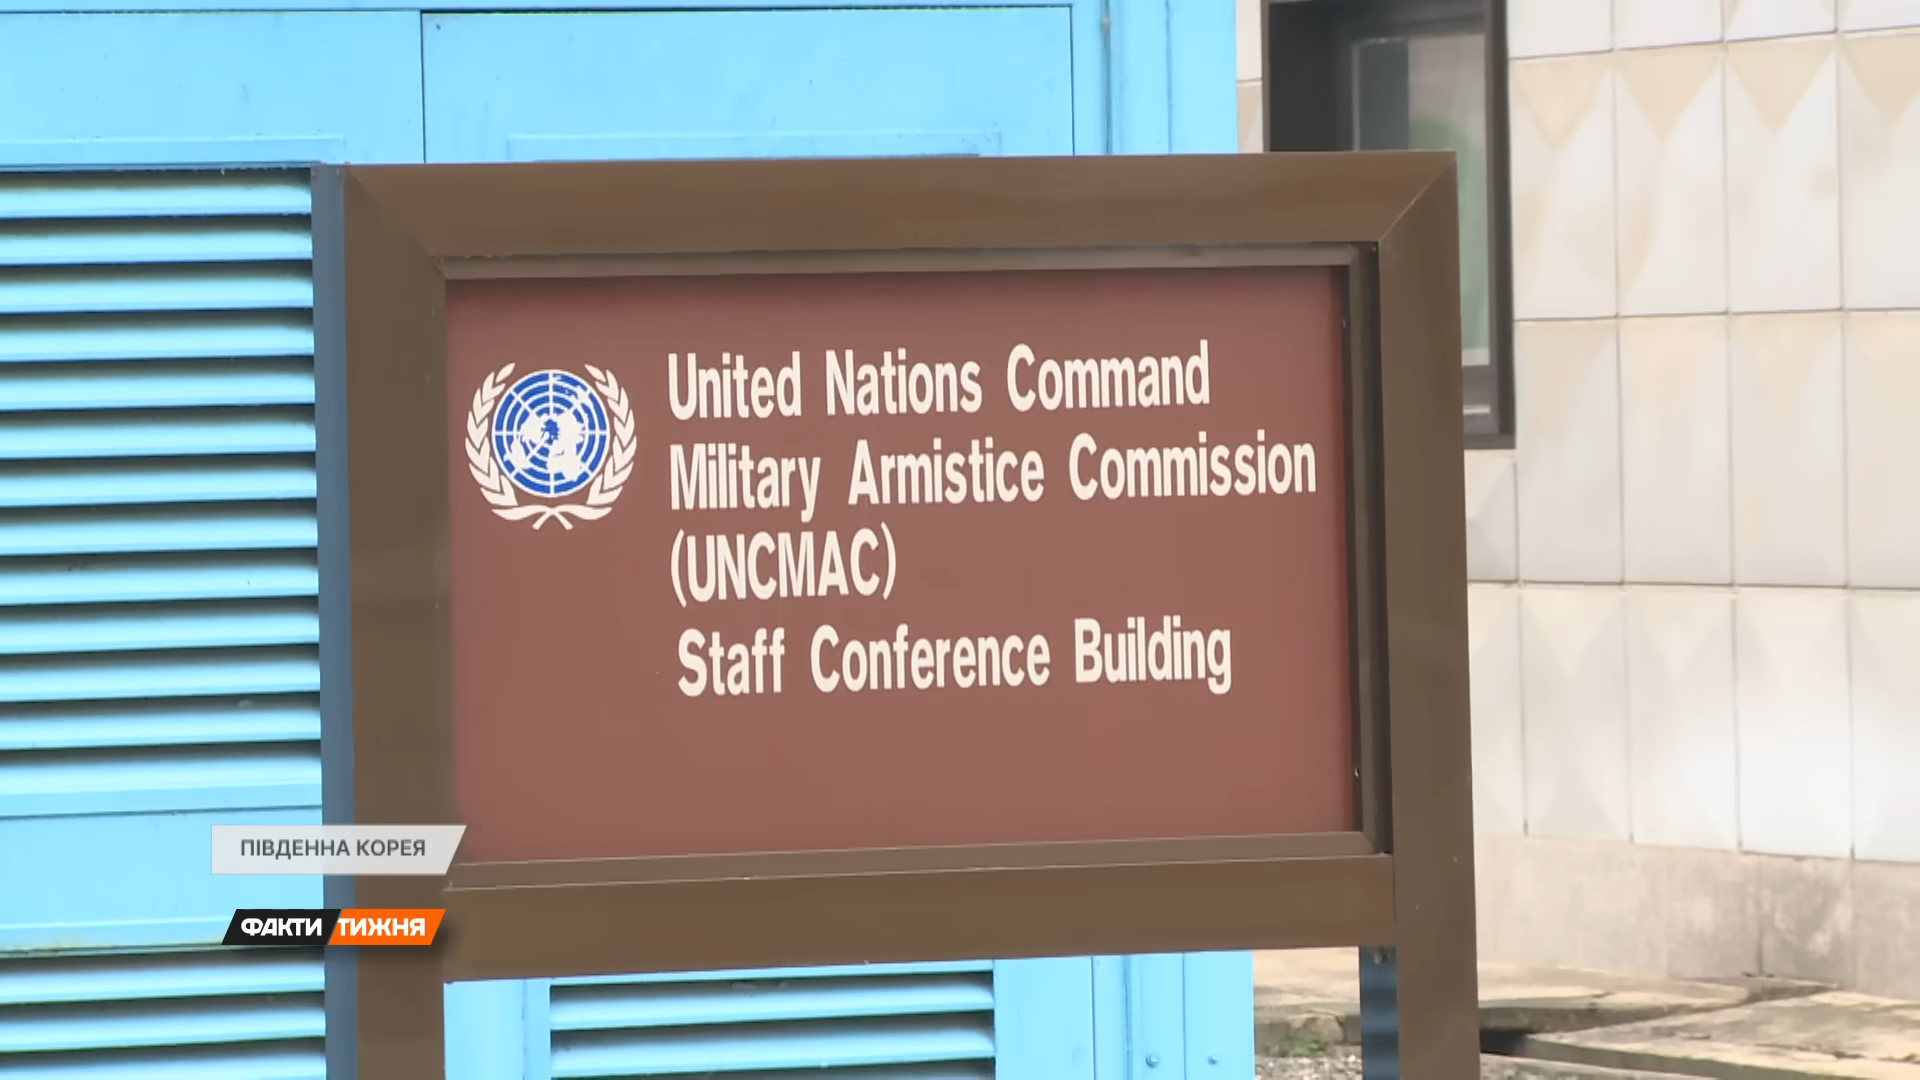 United Nations Command
Military Armistice Commission
(UNCMAC)
Staff Conference Building
ПІВДЕННА КОРЕЯ
ФАКТИ ТИЖНЯ